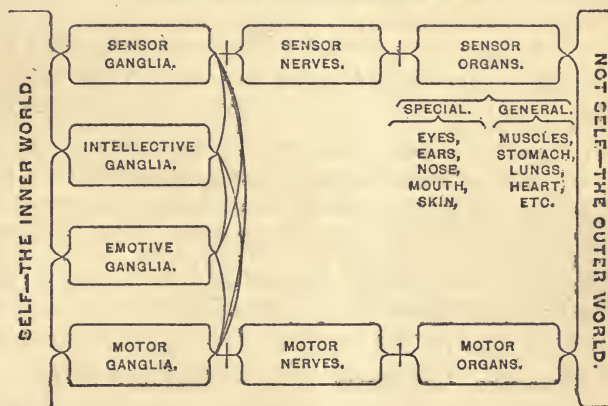 SELF—THE INNER WORLD.
SENSOR
GANGLIA.
SENSOR
NERVES.
SENSOR
ORGANS.
SPECIAL. GENERAL.
EYES,
EARS,
NOSE,
MOUTH,
SKIN,
MUSCLES,
STOMACH,
LUNGS,
HEART,
ETC.
INTELLECTIVE
GANGLIA.
EMOTIVE
GANGLIA.
MOTOR
GANGLIA.
MOTOR
NERVES.
MOTOR
ORGANS.
NOT SELF—THE OUTER WORLD.